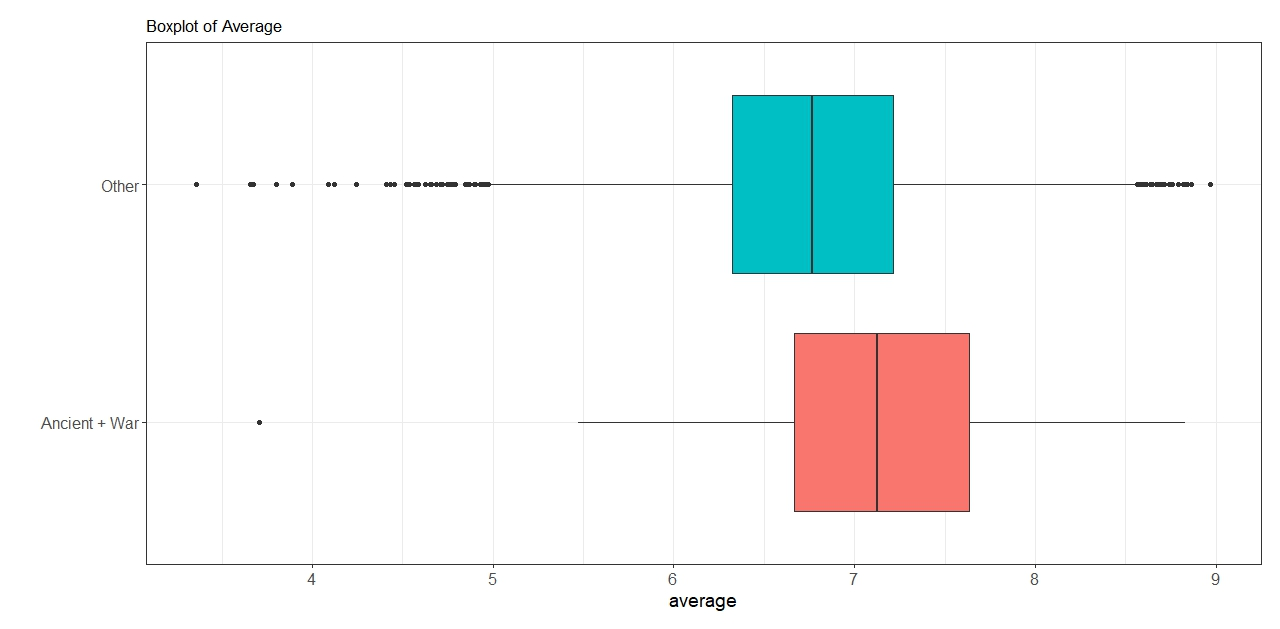 Boxplot of Average
Other
Ancient + War
4 5 6 7 8 9
average